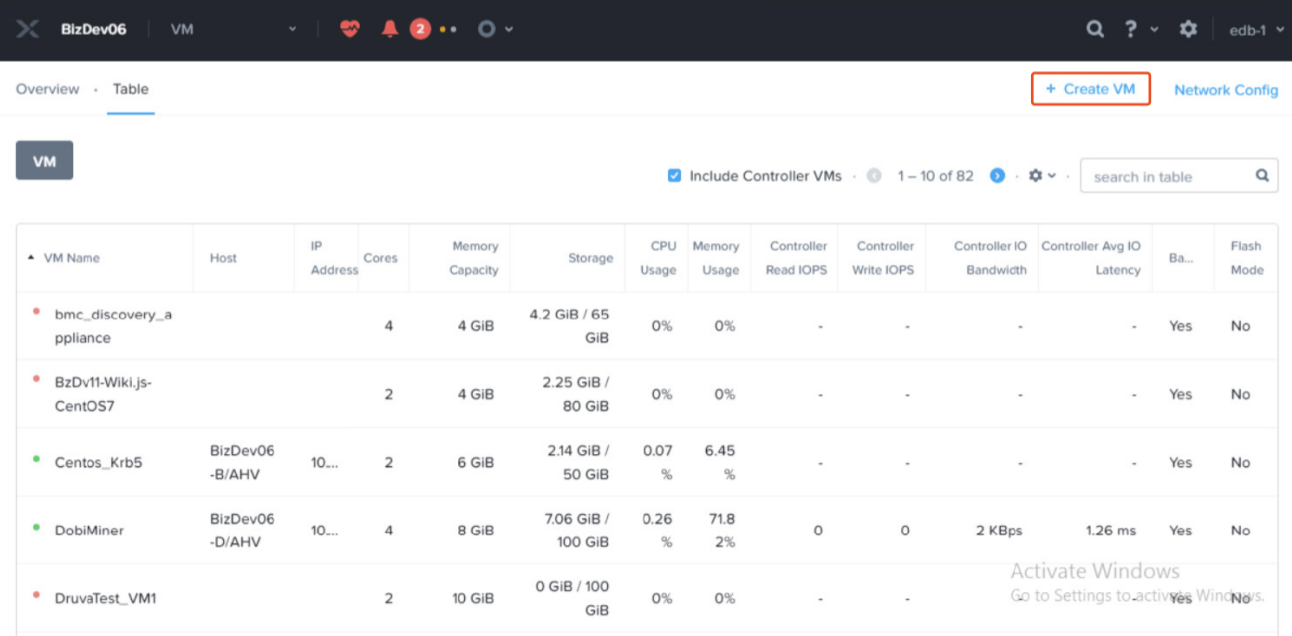 BizDev06 VM 2 ? edb-1
Overview · Table + Create VM Network Config
VM
Include Controller VMs · 1 – 10 of 82 · · search in table
VM Name Host IP Address Cores Memory Capacity Storage CPU Usage Memory Usage Controller Read IOPS Controller Write IOPS Controller IO Bandwidth Controller Avg IO Latency Ba... Flash Mode
bmc_discovery_appliance 4 4 GiB 4.2 GiB / 65 GiB 0% 0% - - - - Yes No
BzDv11-Wiki.js-CentOS7 2 4 GiB 2.25 GiB / 80 GiB 0% 0% - - - - Yes No
Centos_Krb5 BizDev06-B/AHV 10.... 2 6 GiB 2.14 GiB / 50 GiB 0.07% 6.45% - - - - Yes No
DobiMiner BizDev06-D/AHV 10.... 4 8 GiB 7.06 GiB / 100 GiB 0.26% 71.82% 0 0 2 KBps 1.26 ms Yes No
DruvaTest_VM1 2 10 GiB 0 GiB / 100 GiB 0% 0% - - - - Yes No
Activate Windows
Go to Settings to activate Windows.